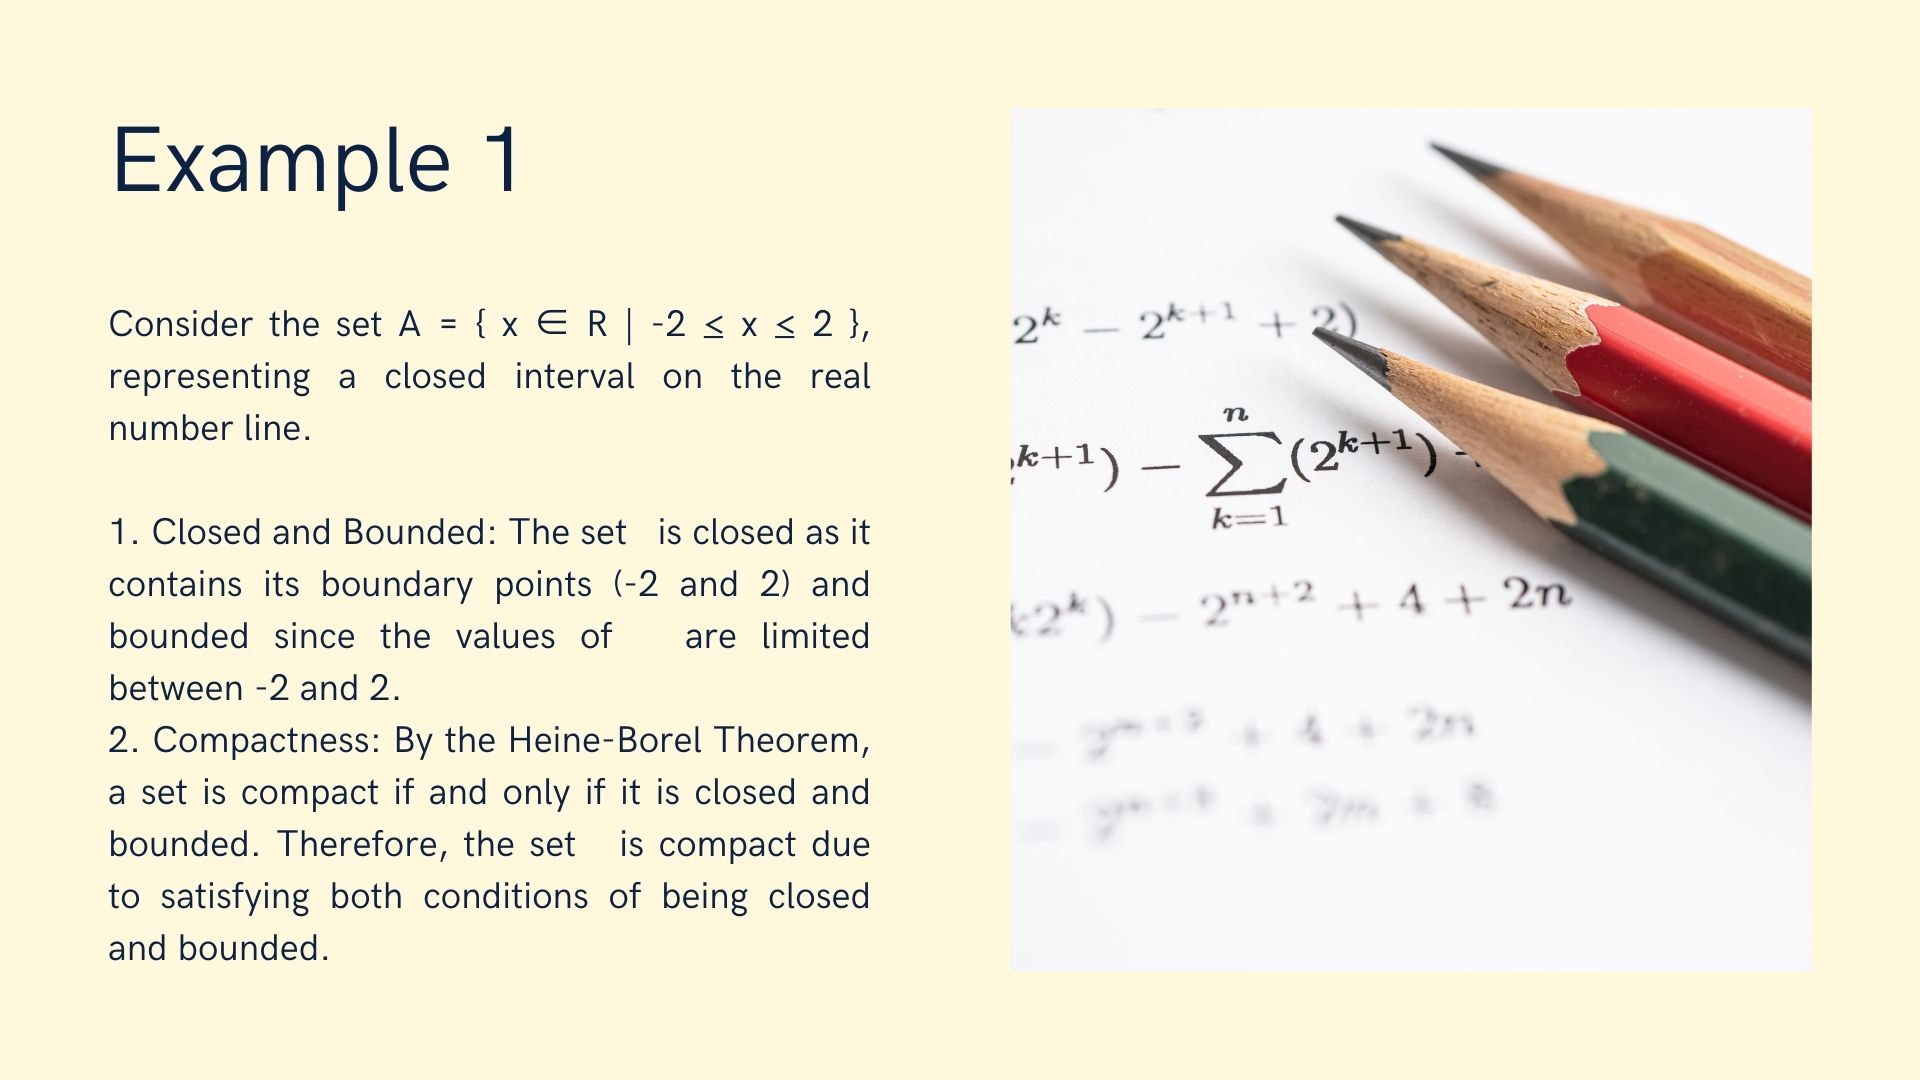 Example 1
Consider the set A = { x ∈ R | -2 ≤ x ≤ 2 },
representing a closed interval on the real
number line.
1. Closed and Bounded: The set is closed as it
contains its boundary points (-2 and 2) and
bounded since the values of are limited
between -2 and 2.
2. Compactness: By the Heine-Borel Theorem,
a set is compact if and only if it is closed and
bounded. Therefore, the set is compact due
to satisfying both conditions of being closed
and bounded.
2^k − 2^{k+1} + 2)
^{k+1}) − ∑_{k=1}^{n} (2^{k+1})
2^k) − 2^{n+2} + 4 + 2n
+ 4 + 2n